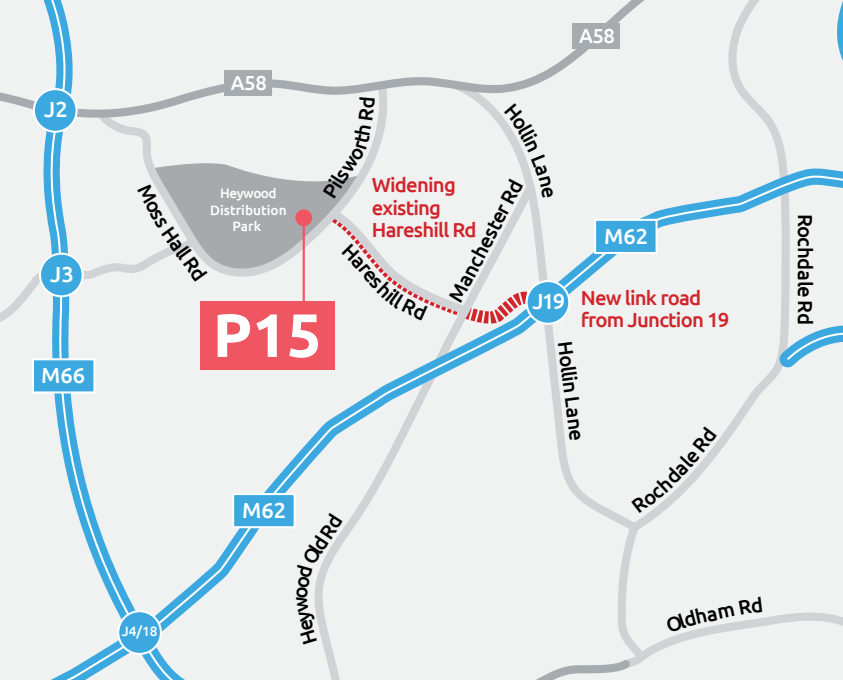 A58
A58
J2
Pilsworth Rd
Hollin Lane
Heywood
Distribution
Park
Widening
existing
Hareshill Rd
Manchester Rd
Moss Hall Rd
M62
Rochdale Rd
J3
Hareshill Rd
J19
New link road
from Junction 19
P15
M66
Hollin Lane
Rochdale Rd
M62
Heywood Old Rd
J4/18
Oldham Rd